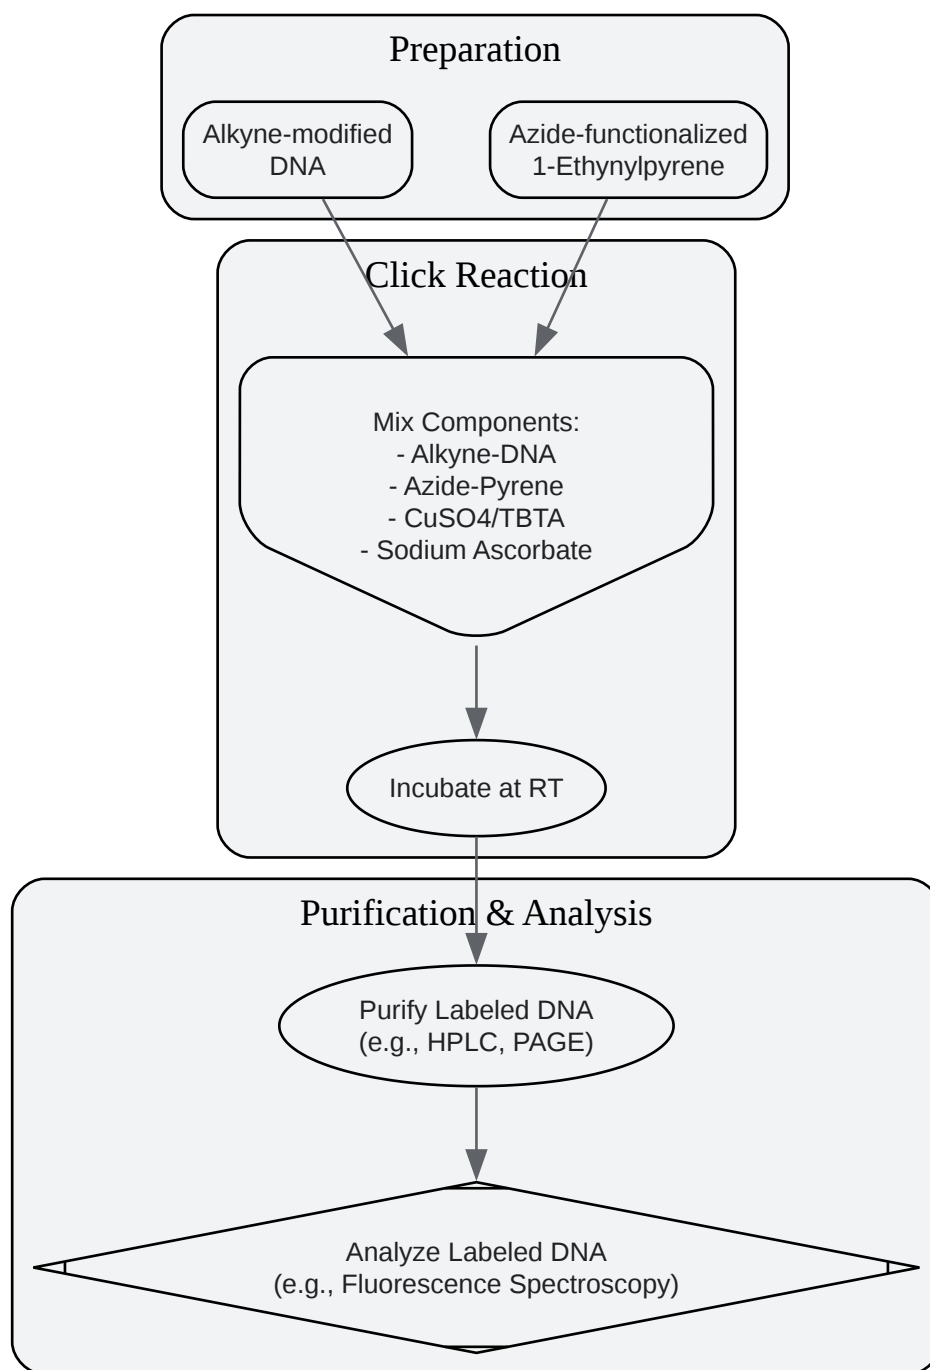 Preparation
Alkyne-modified
DNA
Azide-functionalized
1-Ethynylpyrene
Click Reaction
Mix Components:
- Alkyne-DNA
- Azide-Pyrene
- CuSO4/TBTA
- Sodium Ascorbate
Incubate at RT
Purification & Analysis
Purify Labeled DNA
(e.g., HPLC, PAGE)
Analyze Labeled DNA
(e.g., Fluorescence Spectroscopy)